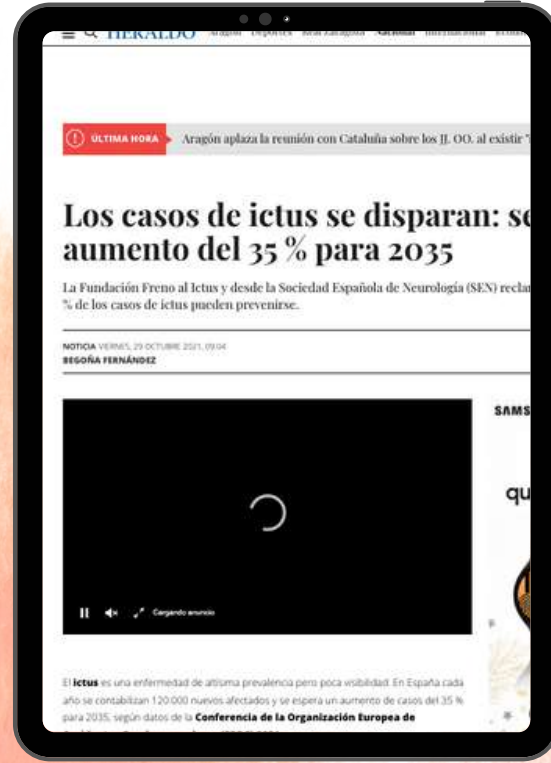 HERALDO Aragón Deportes Real Zaragoza Nacional Internacional
ÚLTIMA HORA Aragón aplaza la reunión con Cataluña sobre los JJ. OO. al existir
Los casos de ictus se disparan: se
aumento del 35 % para 2035
La Fundación Freno al Ictus y desde la Sociedad Española de Neurología (SEN) reclam
% de los casos de ictus pueden prevenirse.
NOTICIA VIERNES, 29 OCTUBRE 2021, 09:04
BEGOÑA FERNÁNDEZ
SAMS
qu
Cargando anuncio
El ictus es una enfermedad de altísima prevalencia pero poca visibilidad. En España cada
año se contabilizan 120.000 nuevos afectados y se espera un aumento de casos del 35 %
para 2035, según datos de la Conferencia de la Organización Europea de